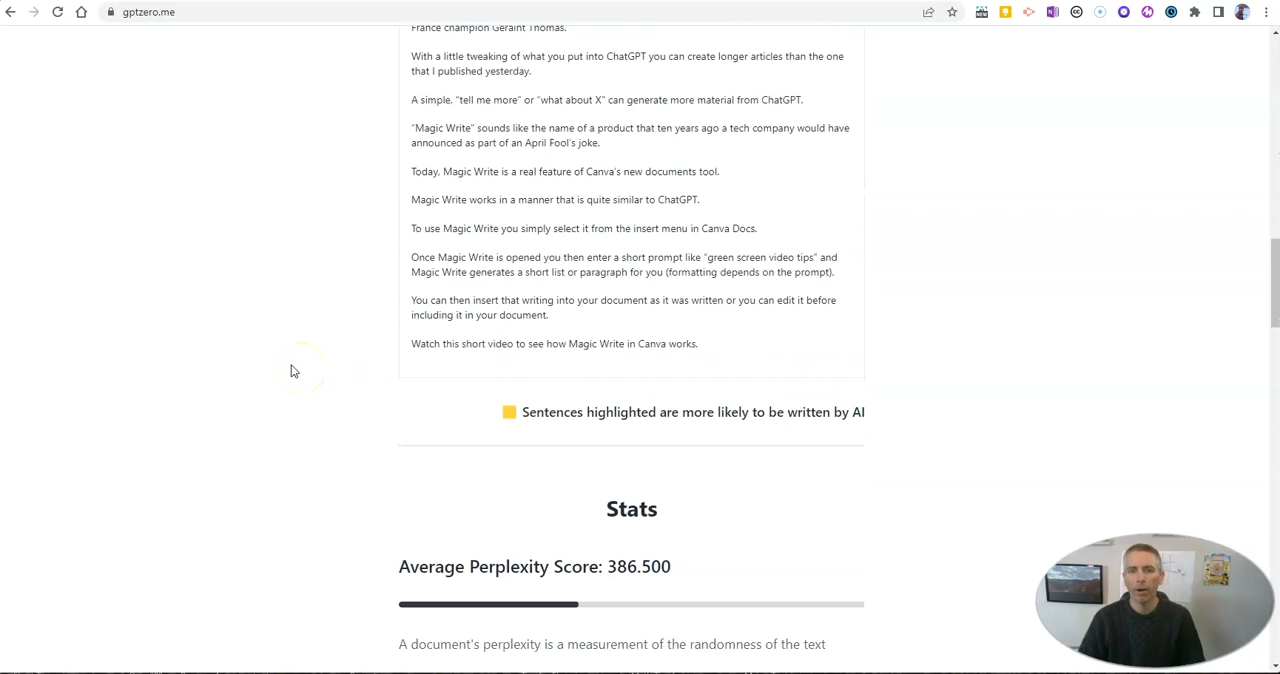 gptzero.me
France champion Geraint Thomas.
With a little tweaking of what you put into ChatGPT you can create longer articles than the one
that I published yesterday.
A simple, “tell me more” or “what about X” can generate more material from ChatGPT.
“Magic Write” sounds like the name of a product that ten years ago a tech company would have
announced as part of an April Fool’s joke.
Today, Magic Write is a real feature of Canva’s new documents tool.
Magic Write works in a manner that is quite similar to ChatGPT.
To use Magic Write you simply select it from the insert menu in Canva Docs.
Once Magic Write is opened you then enter a short prompt like “green screen video tips” and
Magic Write generates a short list or paragraph for you (formatting depends on the prompt).
You can then insert that writing into your document as it was written or you can edit it before
including it in your document.
Watch this short video to see how Magic Write in Canva works.
Sentences highlighted are more likely to be written by AI
Stats
Average Perplexity Score: 386.500
A document's perplexity is a measurement of the randomness of the text